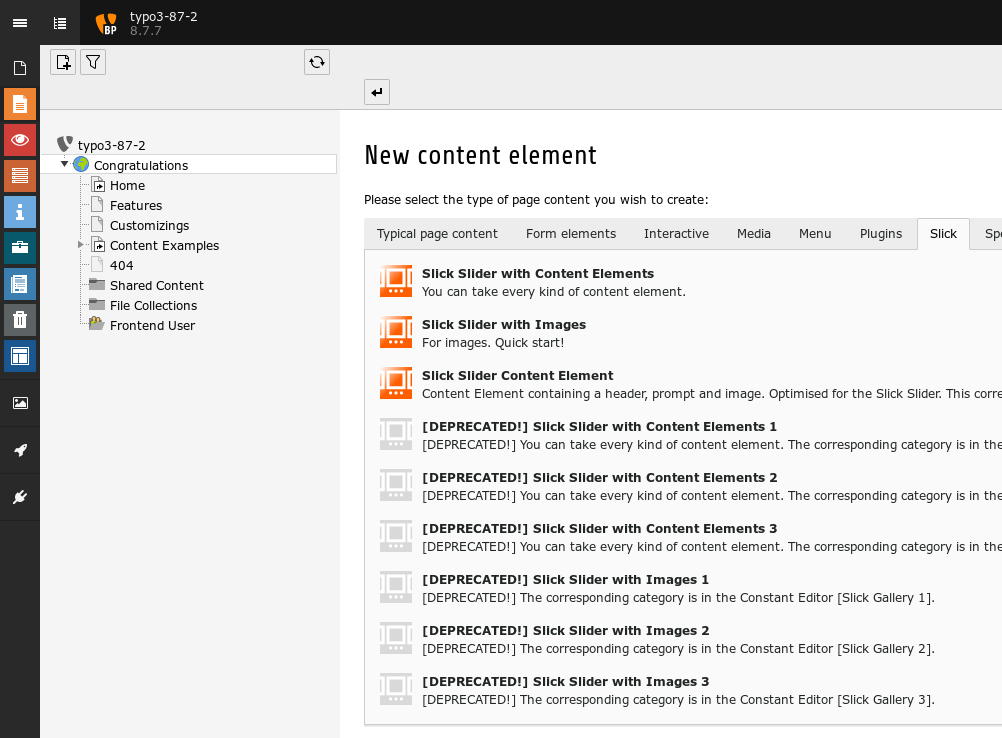 typo3-87-2
8.7.7
BP
typo3-87-2
Congratulations
Home
Features
Customizings
Content Examples
404
Shared Content
File Collections
Frontend User
New content element
Please select the type of page content you wish to create:
Typical page content Form elements Interactive Media Menu Plugins Slick Spe
Slick Slider with Content Elements
You can take every kind of content element.
Slick Slider with Images
For images. Quick start!
Slick Slider Content Element
Content Element containing a header, prompt and image. Optimised for the Slick Slider. This corre
[DEPRECATED!] Slick Slider with Content Elements 1
[DEPRECATED!] You can take every kind of content element. The corresponding category is in the
[DEPRECATED!] Slick Slider with Content Elements 2
[DEPRECATED!] You can take every kind of content element. The corresponding category is in the
[DEPRECATED!] Slick Slider with Content Elements 3
[DEPRECATED!] You can take every kind of content element. The corresponding category is in the
[DEPRECATED!] Slick Slider with Images 1
[DEPRECATED!] The corresponding category is in the Constant Editor [Slick Gallery 1].
[DEPRECATED!] Slick Slider with Images 2
[DEPRECATED!] The corresponding category is in the Constant Editor [Slick Gallery 2].
[DEPRECATED!] Slick Slider with Images 3
[DEPRECATED!] The corresponding category is in the Constant Editor [Slick Gallery 3].